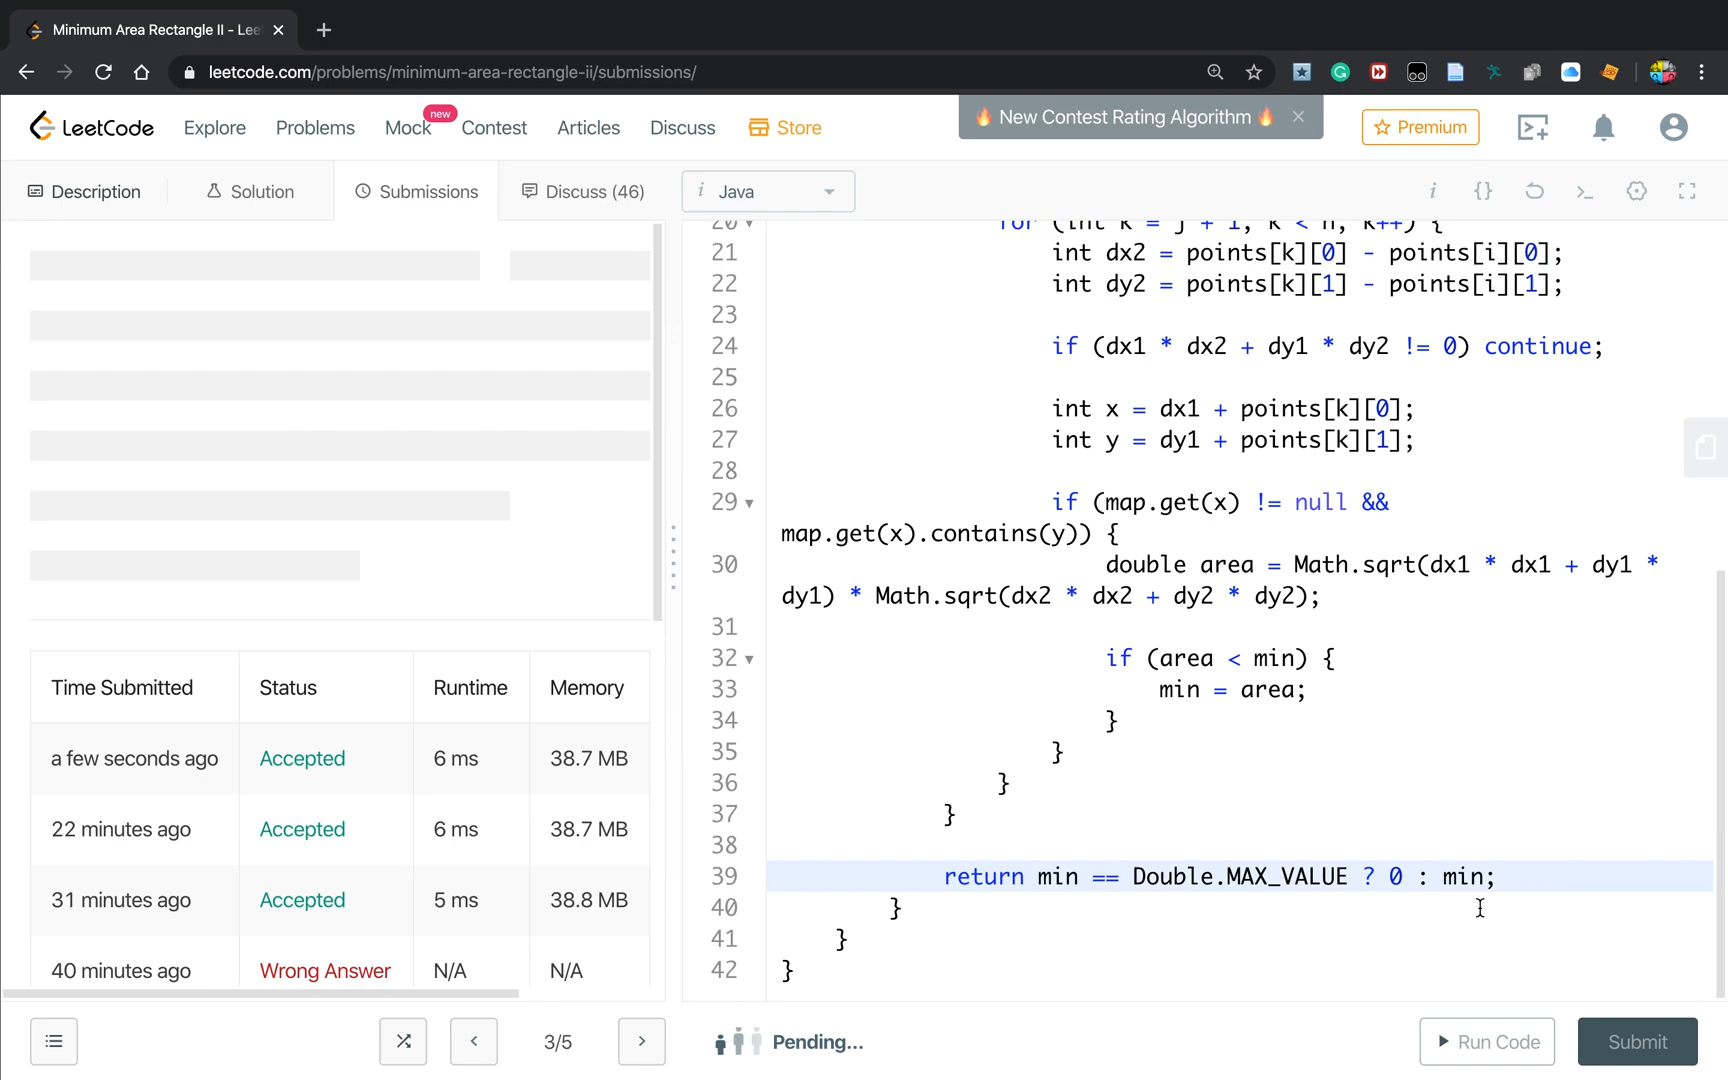 Minimum Area Rectangle II - Lee
leetcode.com/problems/minimum-area-rectangle-ii/submissions/
LeetCode
Explore
Problems
Mock
new
Contest
Articles
Discuss
Store
🔥 New Contest Rating Algorithm 🔥
Premium
Description
Solution
Submissions
Discuss (46)
Java
20 for (int k = j + 1; k < n; k++) {
21 int dx2 = points[k][0] - points[i][0];
22 int dy2 = points[k][1] - points[i][1];
23
24 if (dx1 * dx2 + dy1 * dy2 != 0) continue;
25
26 int x = dx1 + points[k][0];
27 int y = dy1 + points[k][1];
28
29 if (map.get(x) != null &&
map.get(x).contains(y)) {
30 double area = Math.sqrt(dx1 * dx1 + dy1 *
dy1) * Math.sqrt(dx2 * dx2 + dy2 * dy2);
31
32 if (area < min) {
33 min = area;
34 }
35 }
36 }
37 }
38
39 return min == Double.MAX_VALUE ? 0 : min;
40 }
41 }
42 }
Time Submitted Status Runtime Memory
a few seconds ago Accepted 6 ms 38.7 MB
22 minutes ago Accepted 6 ms 38.7 MB
31 minutes ago Accepted 5 ms 38.8 MB
40 minutes ago Wrong Answer N/A N/A
3/5
Pending...
Run Code
Submit